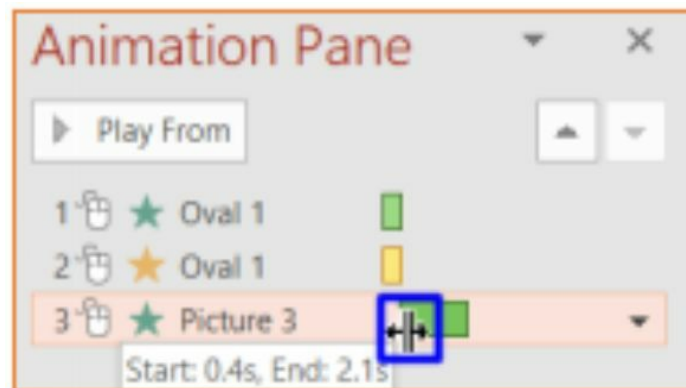 Animation Pane
Play From
1 Oval 1
2 Oval 1
3 Picture 3
Start: 0.4s, End: 2.1s